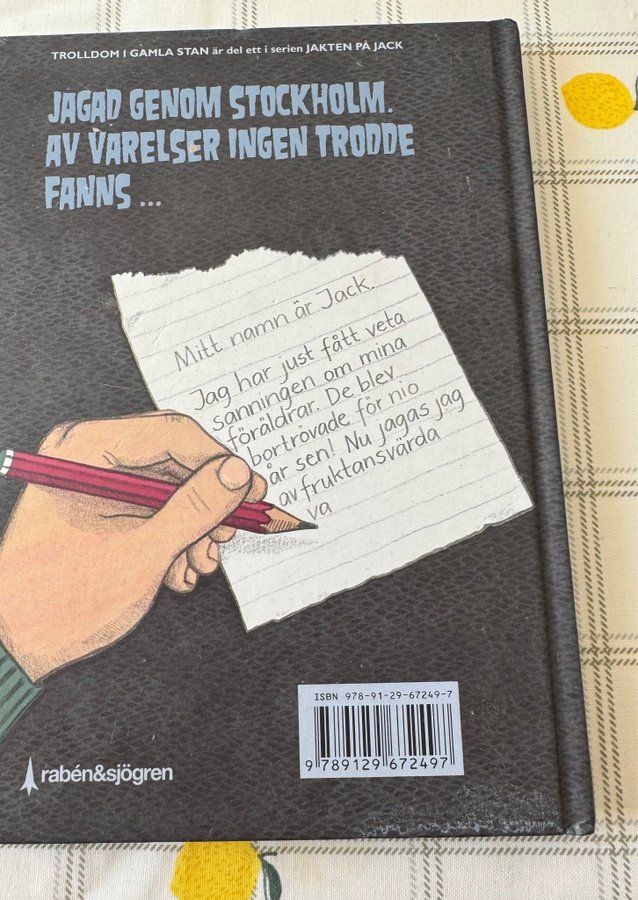 TROLLDOM I GAMLA STAN är del ett i serien JAKTEN PÅ JACK
JAGAD GENOM STOCKHOLM.
AV VARELSER INGEN TRODDE
FANNS ...
Mitt namn är Jack.
Jag har just fått veta
sanningen om mina
föräldrar. De blev
bortrövade för nio
år sen! Nu jagas jag
av fruktansvärda
va
ISBN 978-91-29-67249-7
9 789129 672497
rabén&sjögren